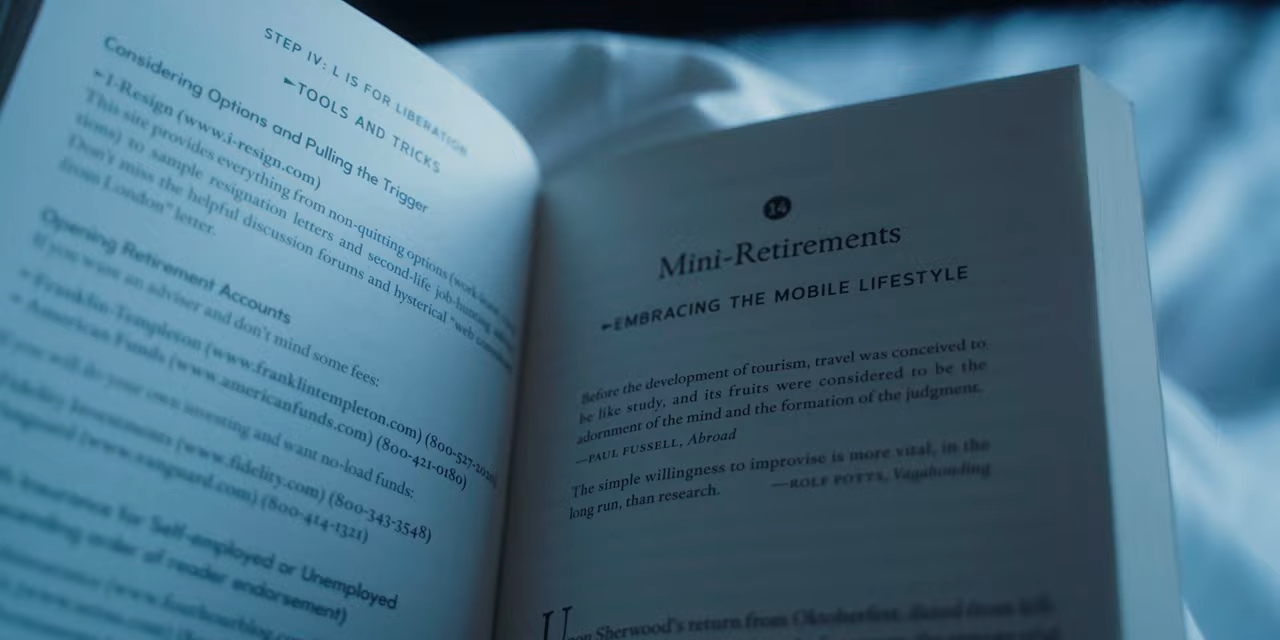 STEP IV: L IS FOR LIBERATION
►TOOLS AND TRICKS
Considering Options and Pulling the Trigger
►I-Resign (www.i-resign.com)
This site provides everything from non-quitting options
tions) to sample resignation letters and second-life job-hunting
Don't miss the helpful discussion forums and hysterical "web
from London" letter.
Opening Retirement Accounts
If you want an adviser and don't mind some fees:
Franklin-Templeton (www.franklintempleton.com) (800-527-2020)
American Funds (www.americanfunds.com) (800-421-0180)
If you will do your own investing and want no-load funds:
Fidelity Investments (www.fidelity.com) (800-343-3548)
Vanguard (www.vanguard.com) (800-414-1321)
Insurance for Self-employed or Unemployed
order of reader endorsement)
14
Mini-Retirements
►EMBRACING THE MOBILE LIFESTYLE
Before the development of tourism, travel was conceived to
be like study, and its fruits were considered to be the
adornment of the mind and the formation of the judgment.
—PAUL FUSSELL, Abroad
The simple willingness to improvise is more vital, in the
long run, than research. —ROLF POTTS, Vagabonding
Upon Sherwood's return from Oktoberfest,